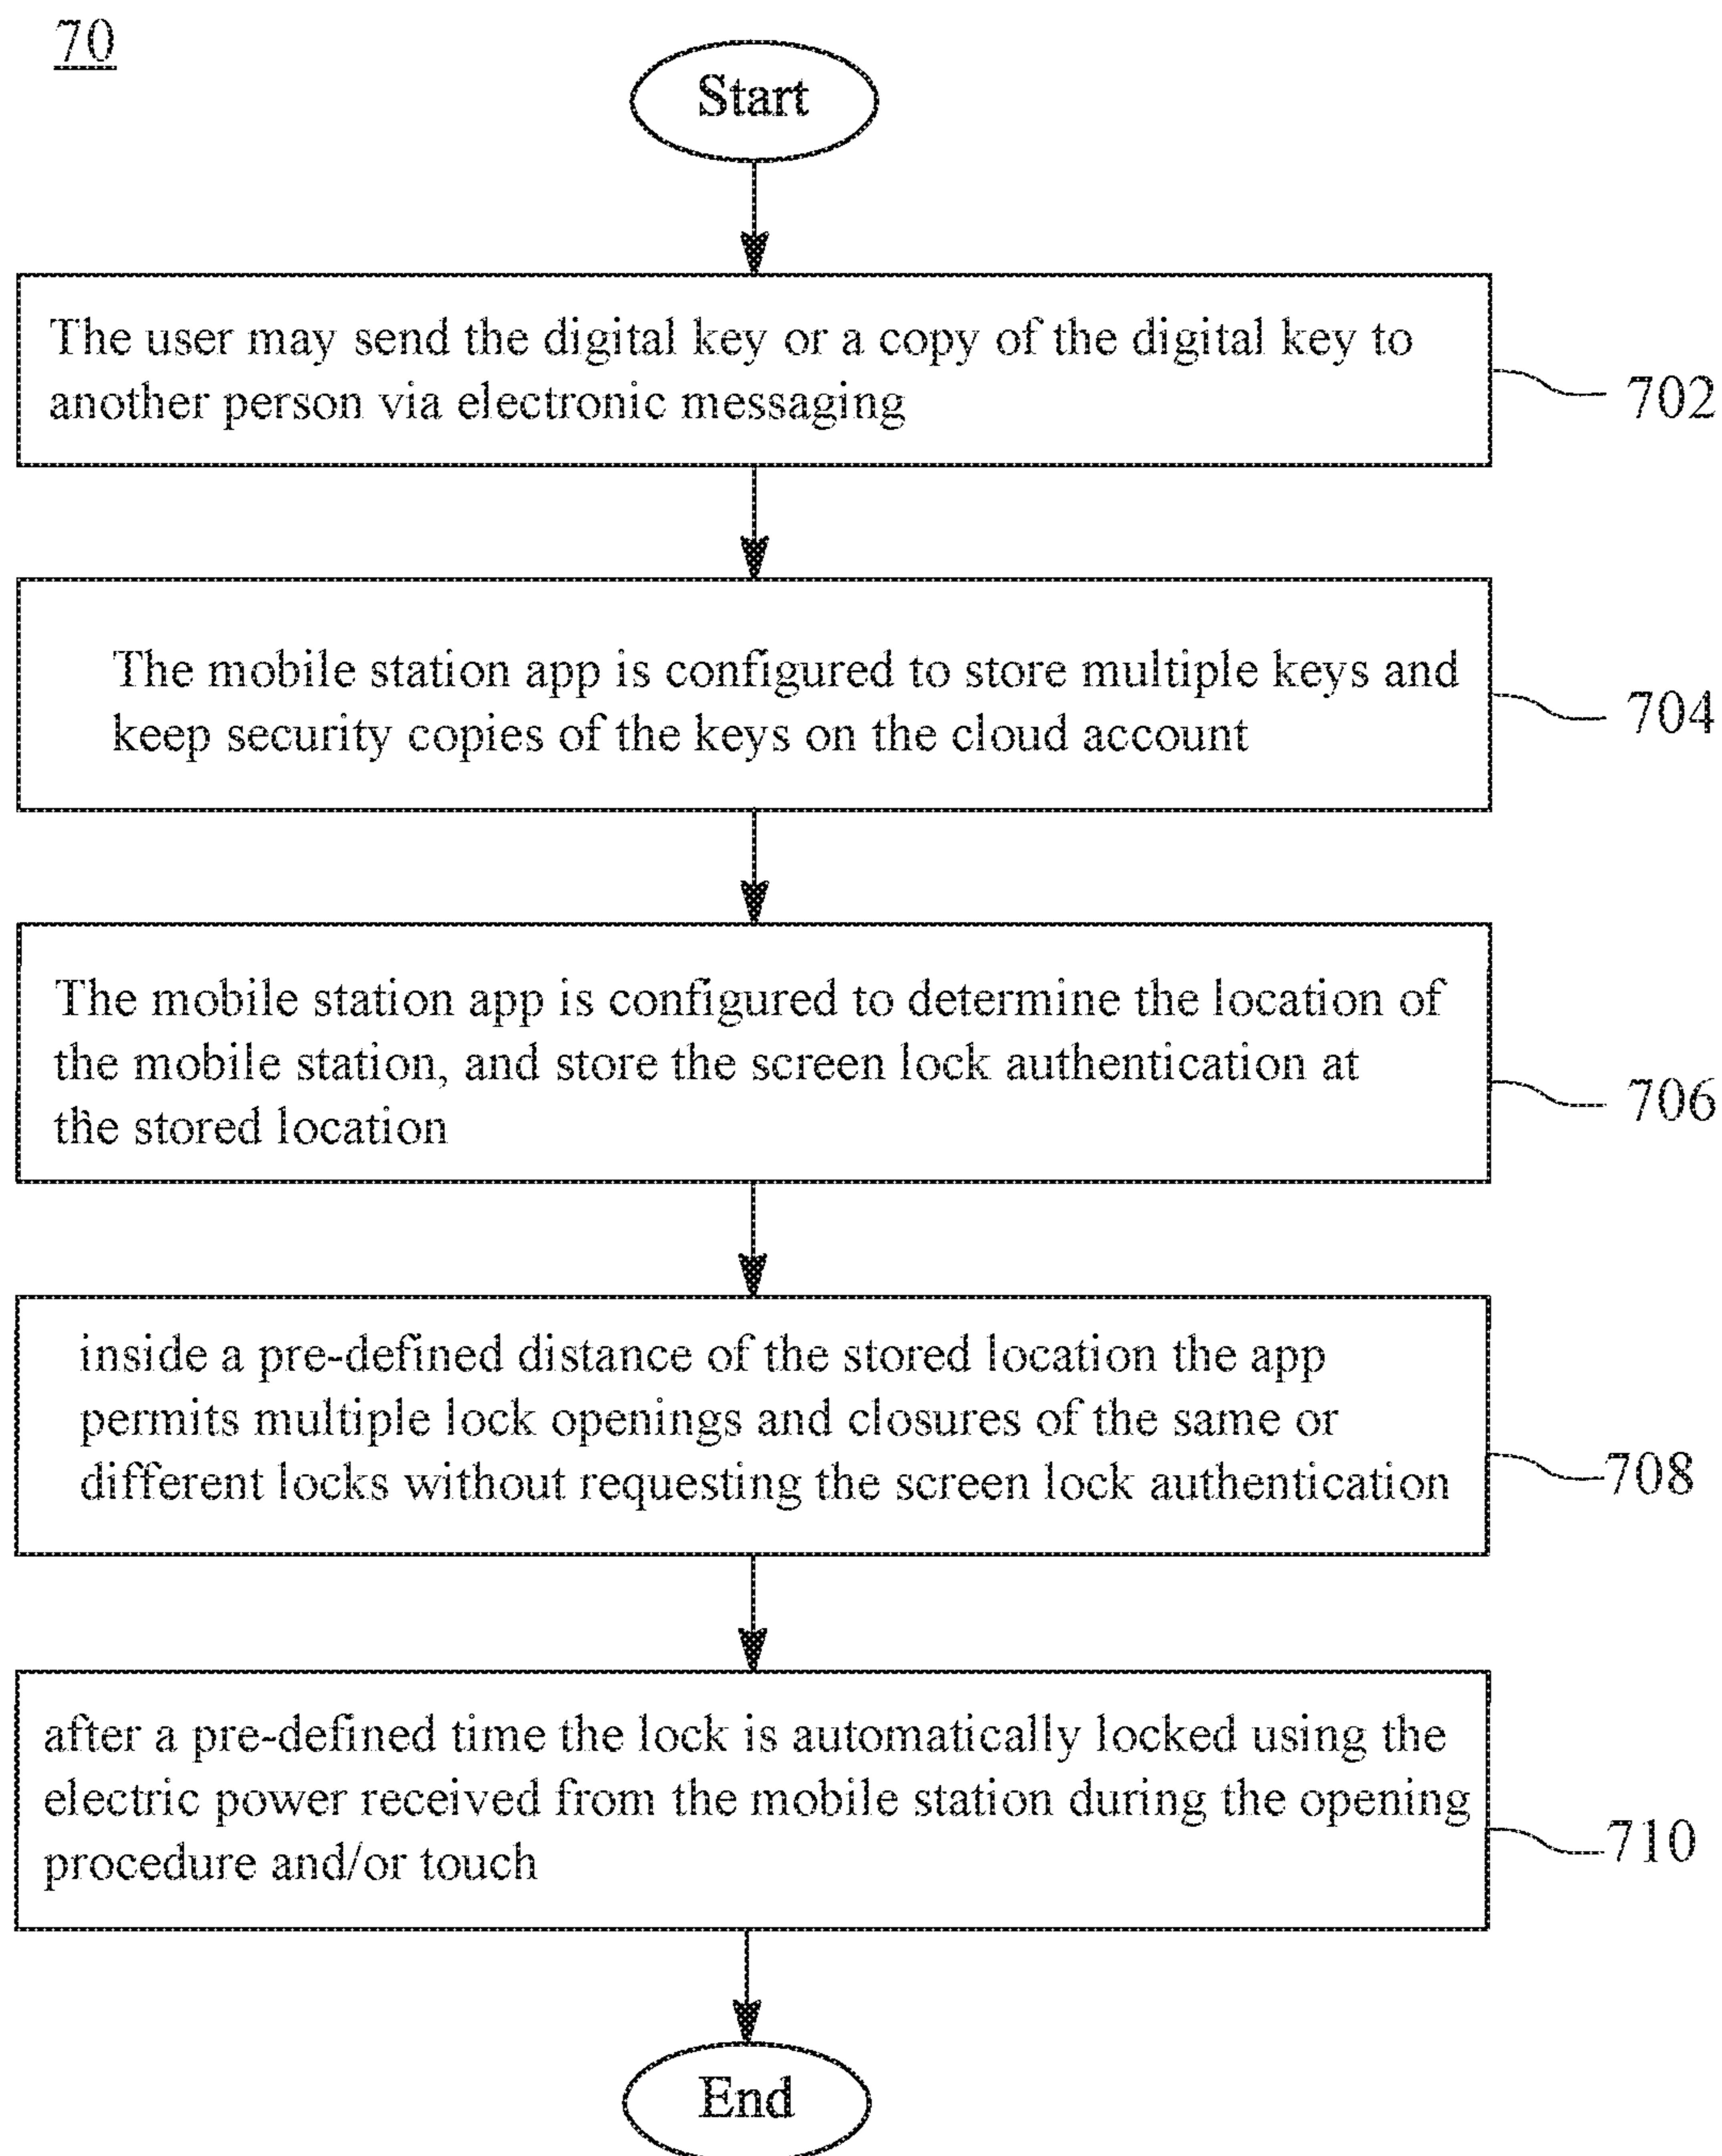 70
Start
The user may send the digital key or a copy of the digital key to
another person via electronic messaging
702
The mobile station app is configured to store multiple keys and
keep security copies of the keys on the cloud account
704
The mobile station app is configured to determine the location of
the mobile station, and store the screen lock authentication at
the stored location
706
inside a pre-defined distance of the stored location the app
permits multiple lock openings and closures of the same or
different locks without requesting the screen lock authentication
708
after a pre-defined time the lock is automatically locked using the
electric power received from the mobile station during the opening
procedure and/or touch
710
End